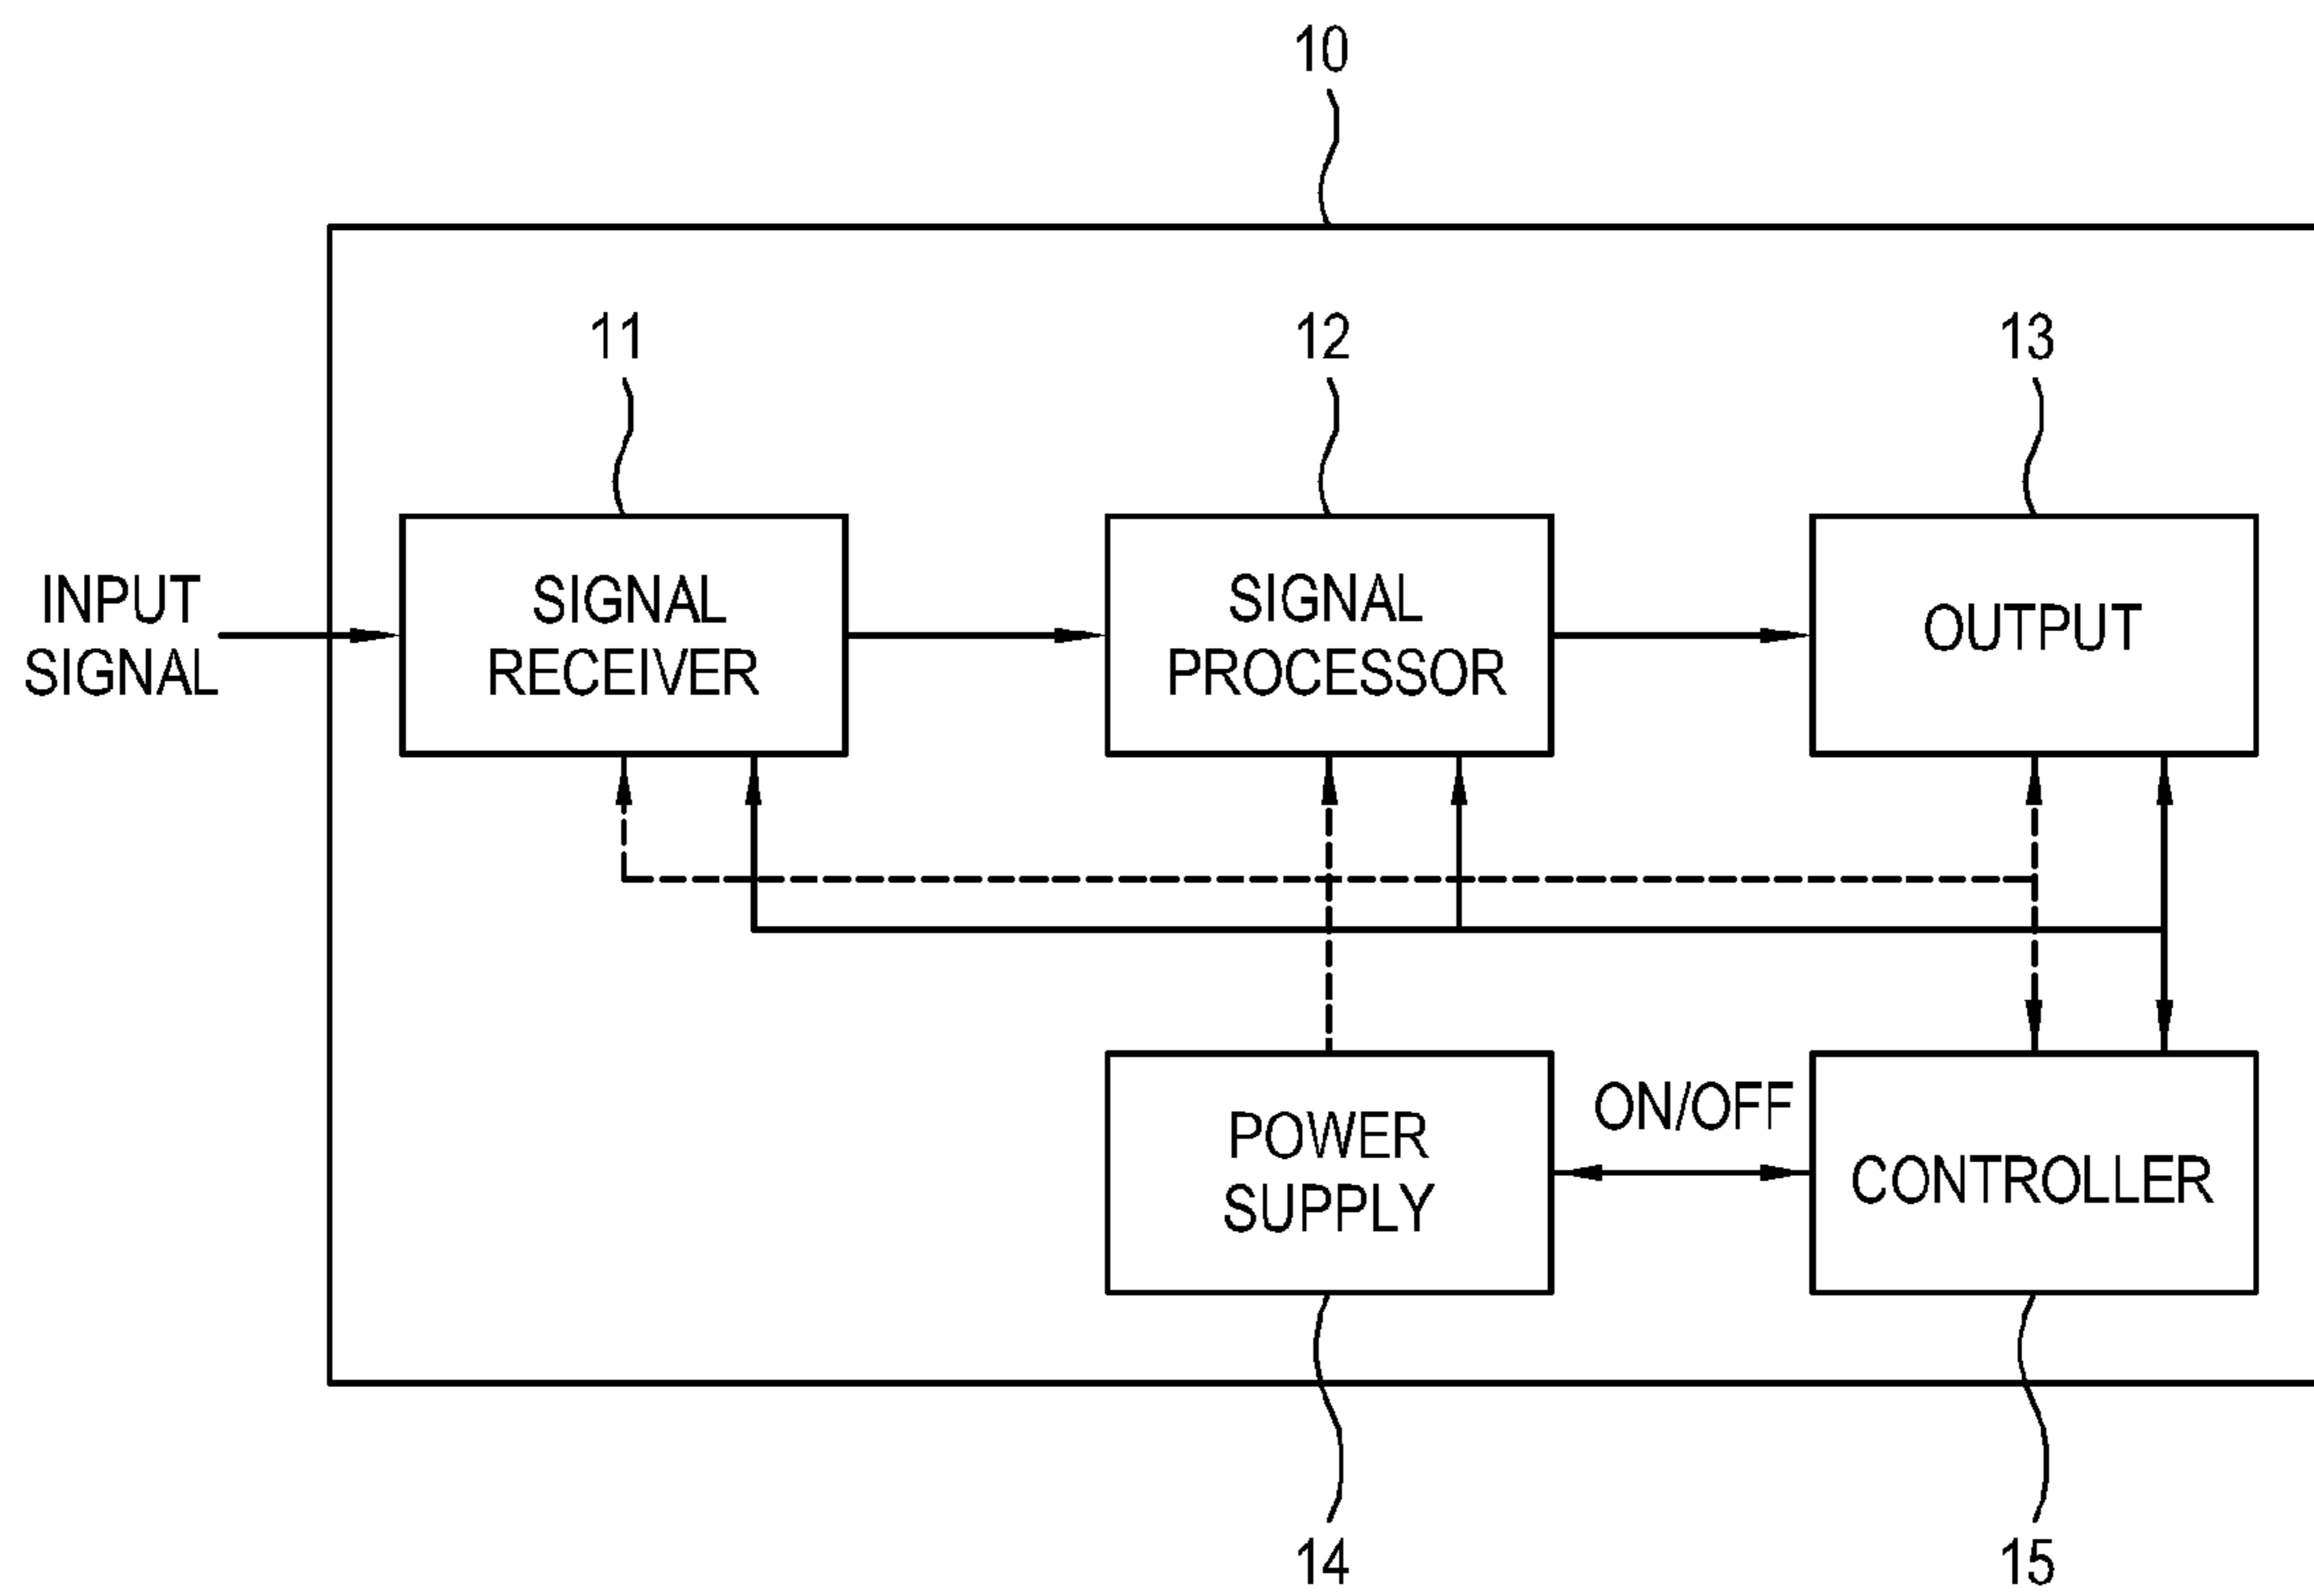 10
11
12
13
INPUT
SIGNAL
SIGNAL
RECEIVER
SIGNAL
PROCESSOR
OUTPUT
POWER
SUPPLY
ON/OFF
CONTROLLER
14
15